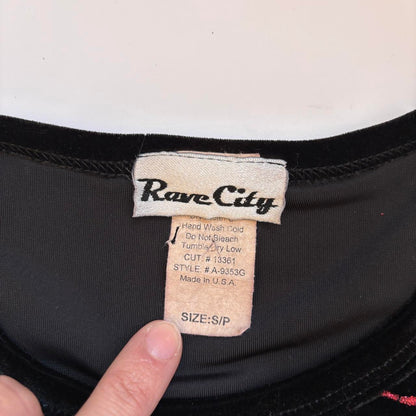 Rave City
Hand Wash Cold
Do Not Bleach
Tumble Dry Low
CUT: # 13361
STYLE: # A-9353G
Made in U.S.A.
SIZE:S/P